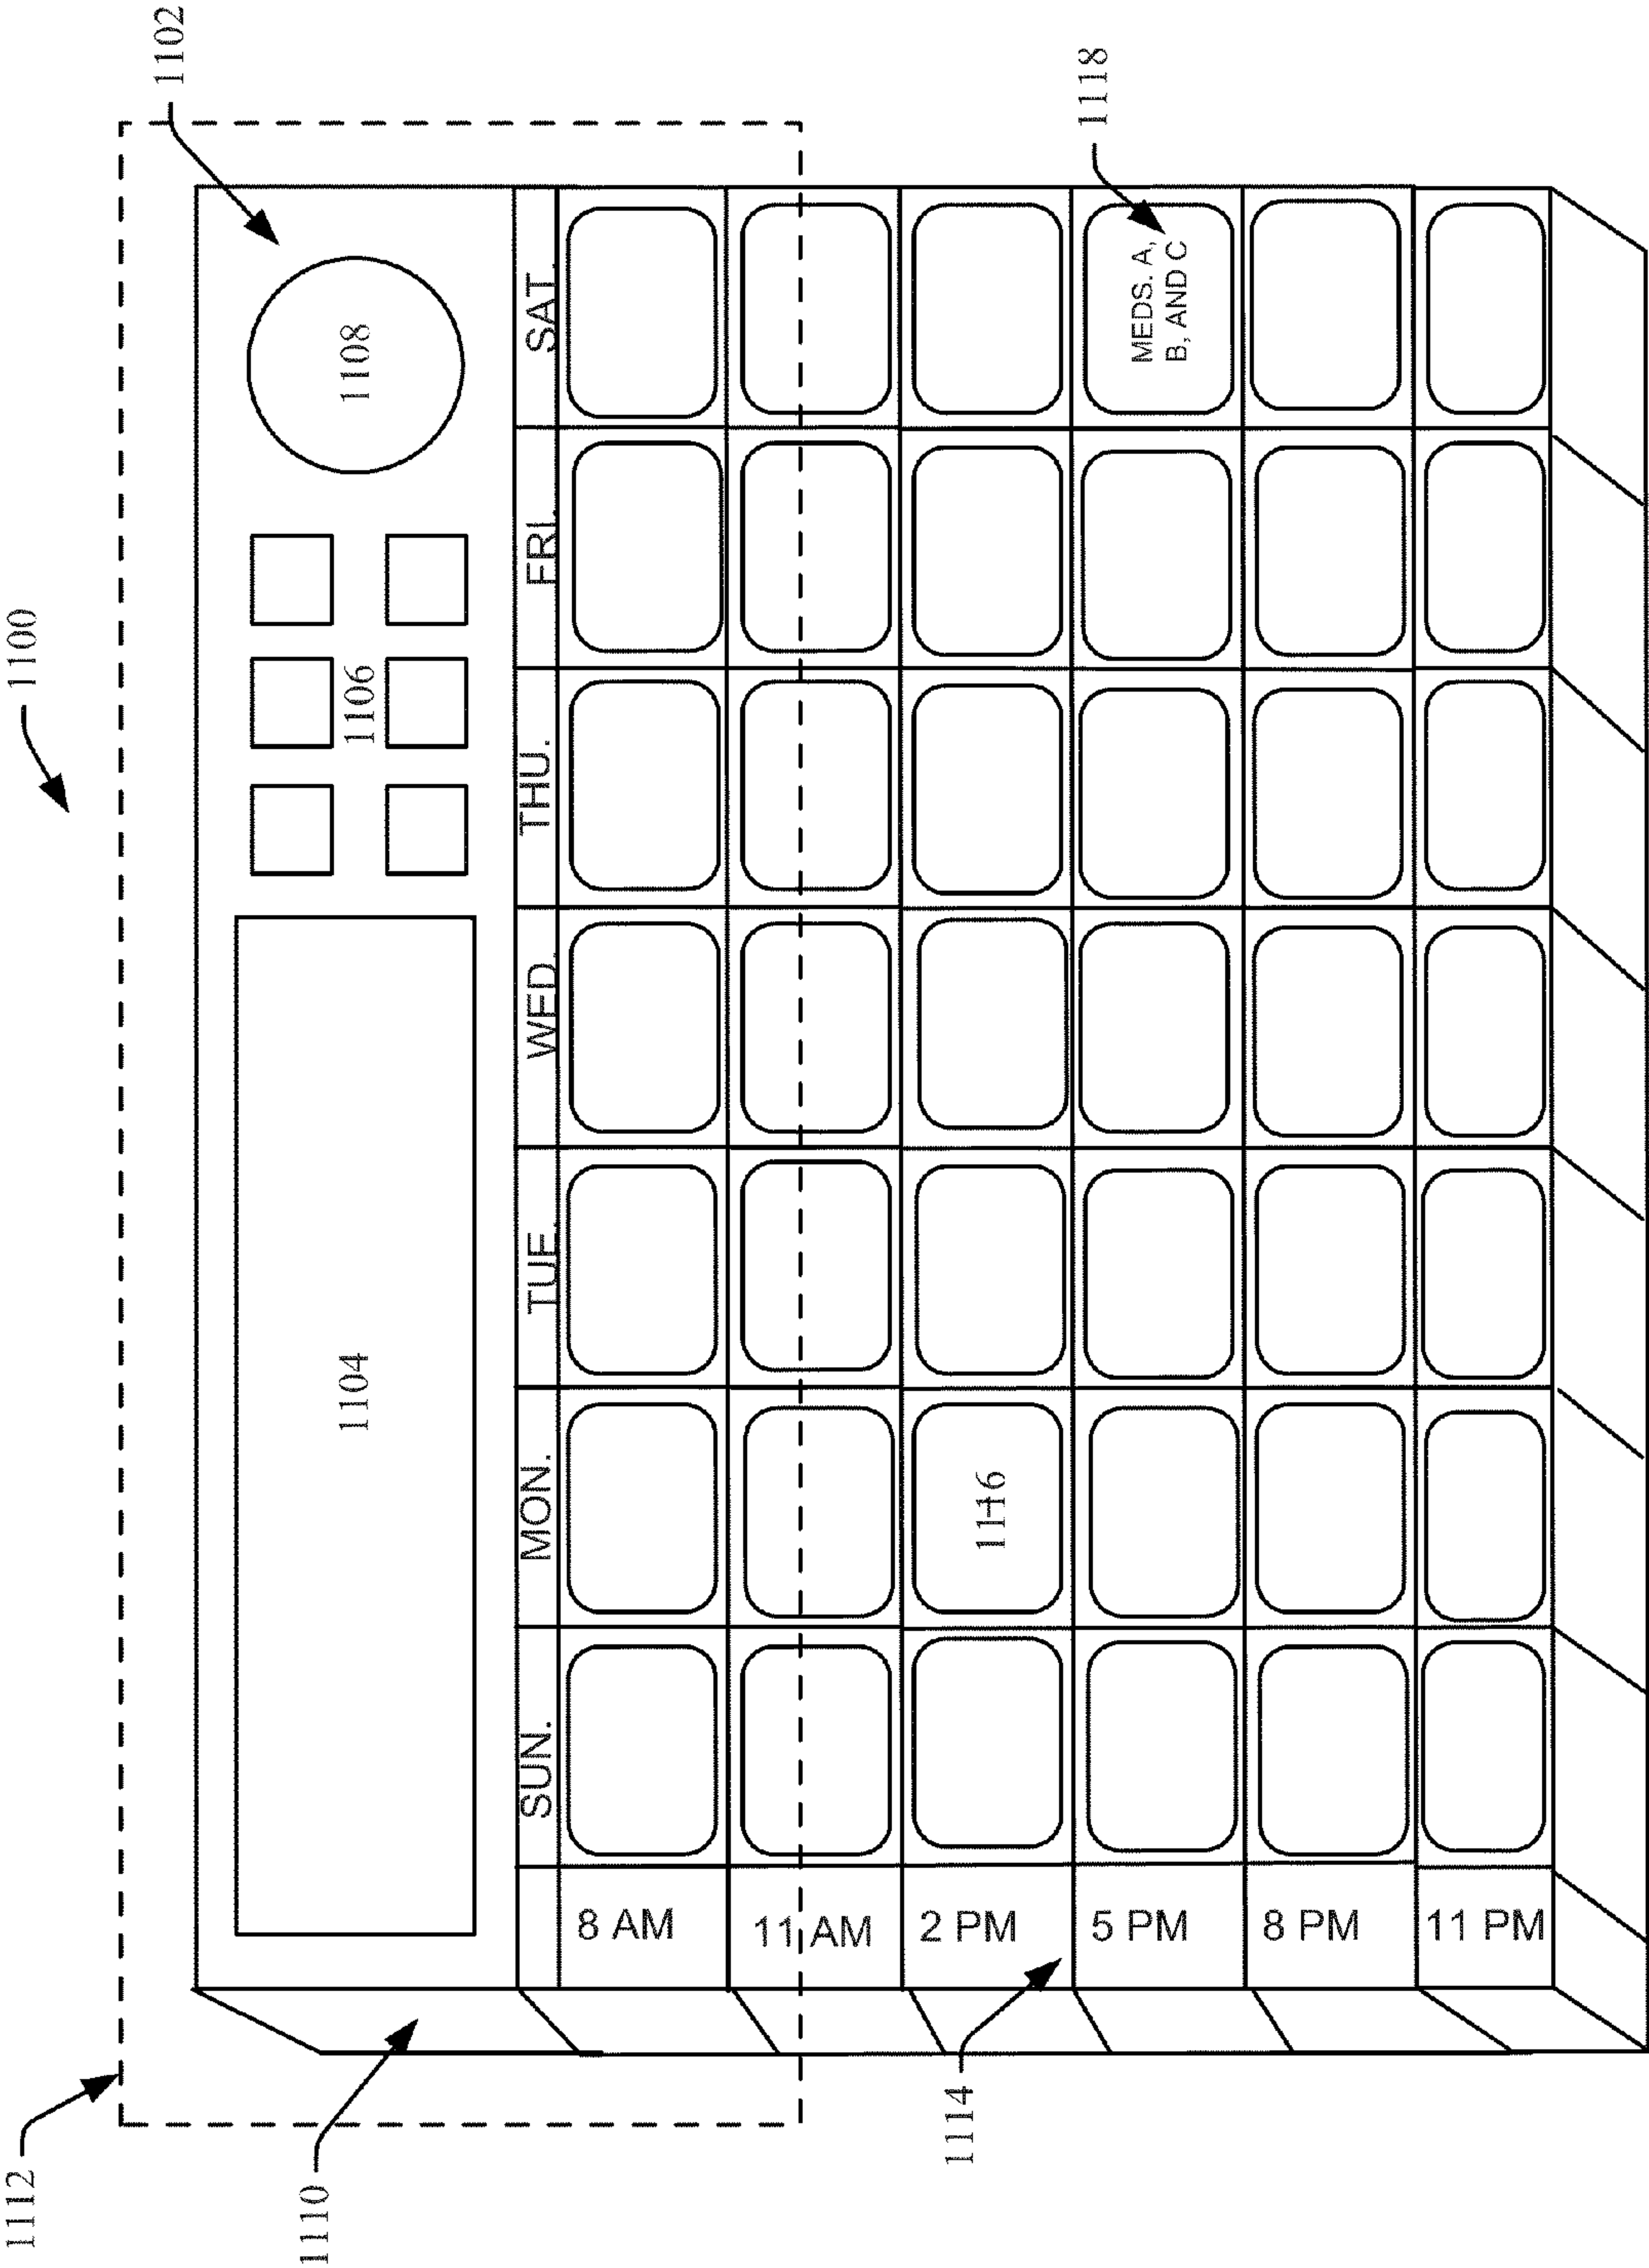 1100
1112
1102
1110
1104
1106
1108
SUN.
MON.
TUE.
WED.
THU.
FRI.
SAT.
8 AM
11 AM
2 PM
1116
1114
5 PM
MEDS. A,
B, AND C
1118
8 PM
11 PM